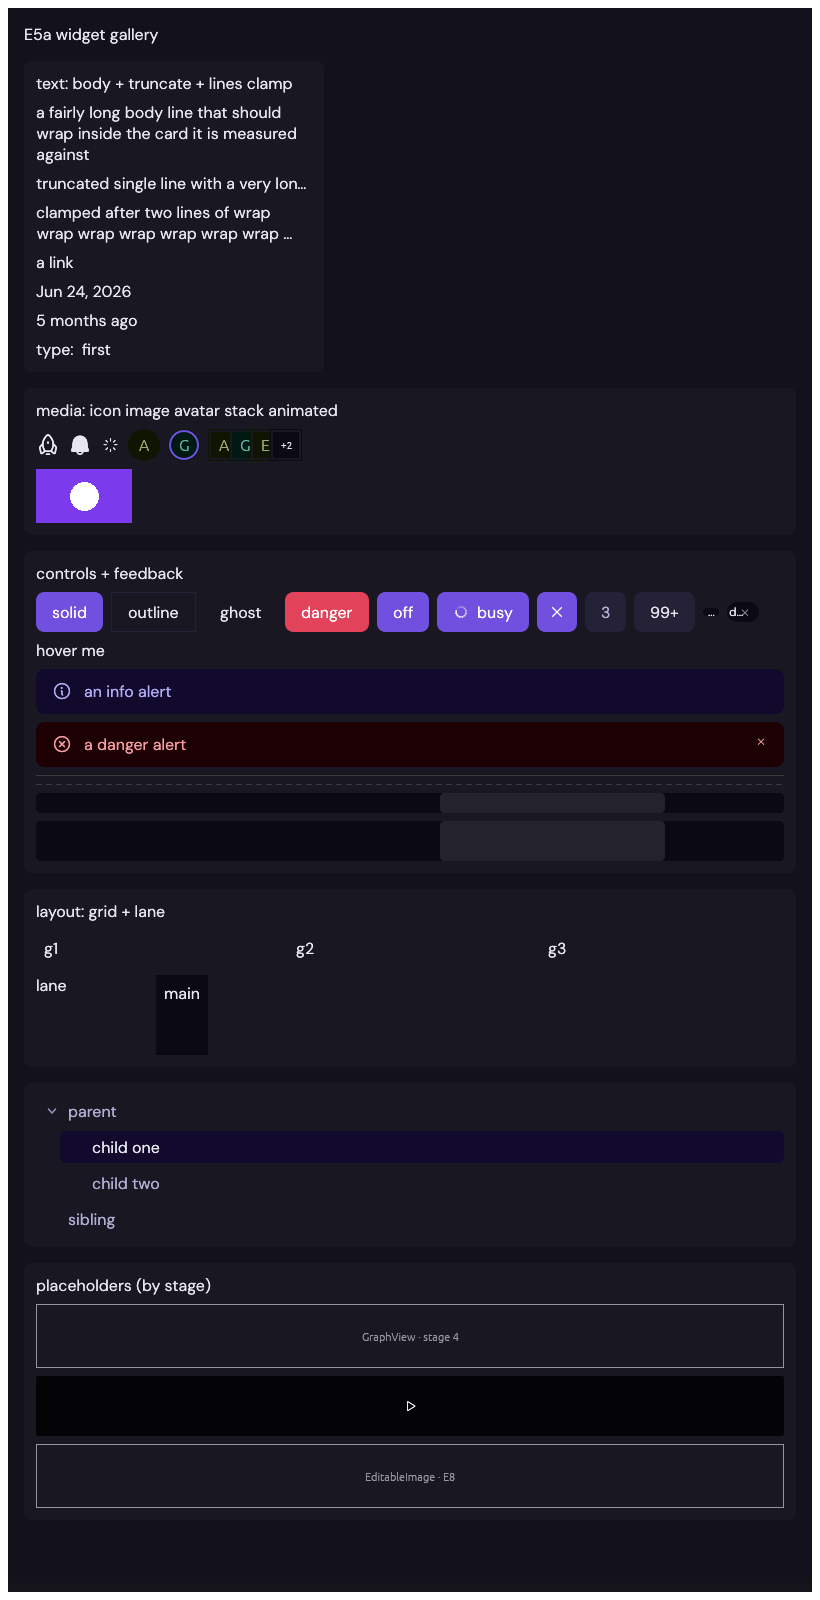 E5a widget gallery
text: body + truncate + lines clamp
a fairly long body line that should
wrap inside the card it is measured
against
truncated single line with a very lon...
clamped after two lines of wrap
wrap wrap wrap wrap wrap wrap ...
a link
Jun 24, 2026
5 months ago
type: first
media: icon image avatar stack animated
A G A G E +2
controls + feedback
solid outline ghost danger off busy 3 99+ ... d...
hover me
an info alert
a danger alert
layout: grid + lane
g1 g2 g3
lane main
parent
child one
child two
sibling
placeholders (by stage)
GraphView · stage 4
EditableImage · E8